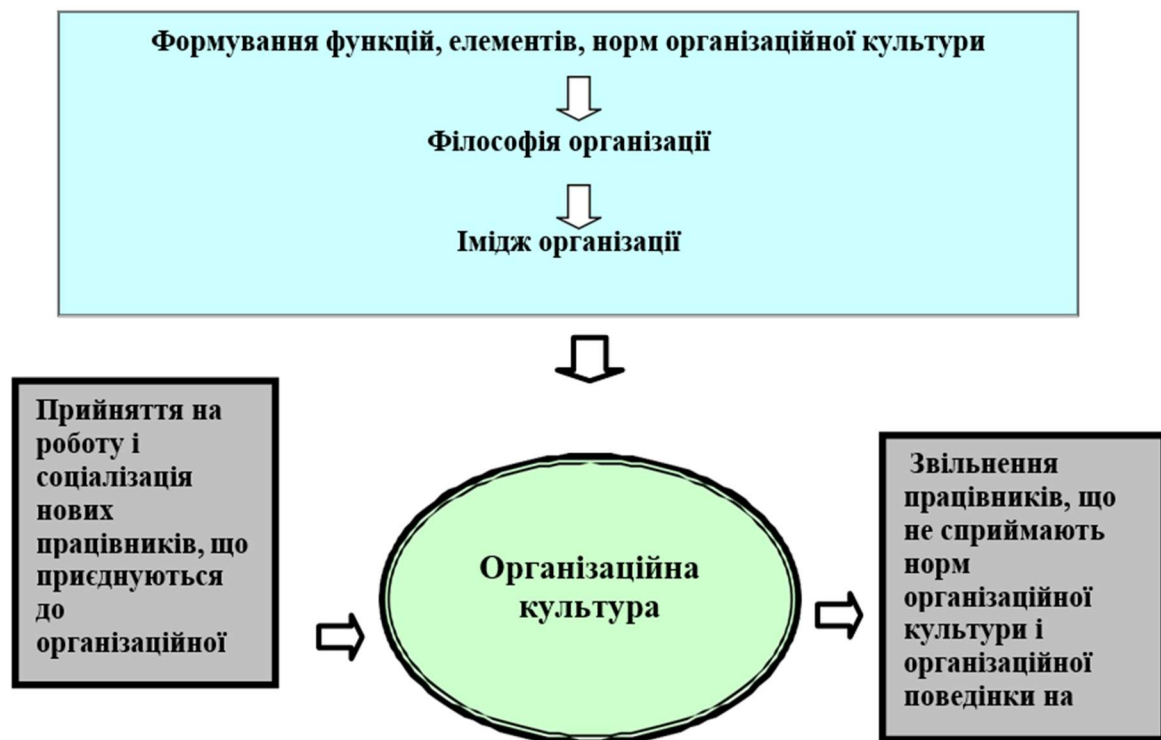 Формування функцій, елементів, норм організаційної культури
Філософія організації
Імідж організації
Прийняття на
роботу і
соціалізація
нових
працівників, що
приєднуються
до
організаційної
Організаційна
культура
Звільнення
працівників, що
не сприймають
норм
організаційної
культури і
організаційної
поведінки на